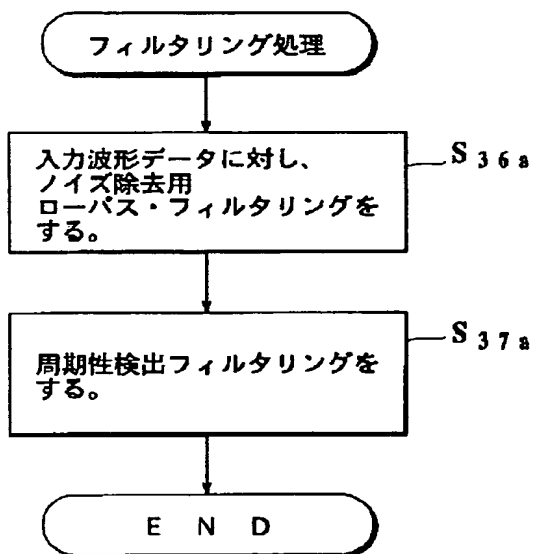 フィルタリング処理
入力波形データに対し、
ノイズ除去用
ローパス・フィルタリングを
する。
S36a
周期性検出フィルタリングを
する。
S37a
E N D